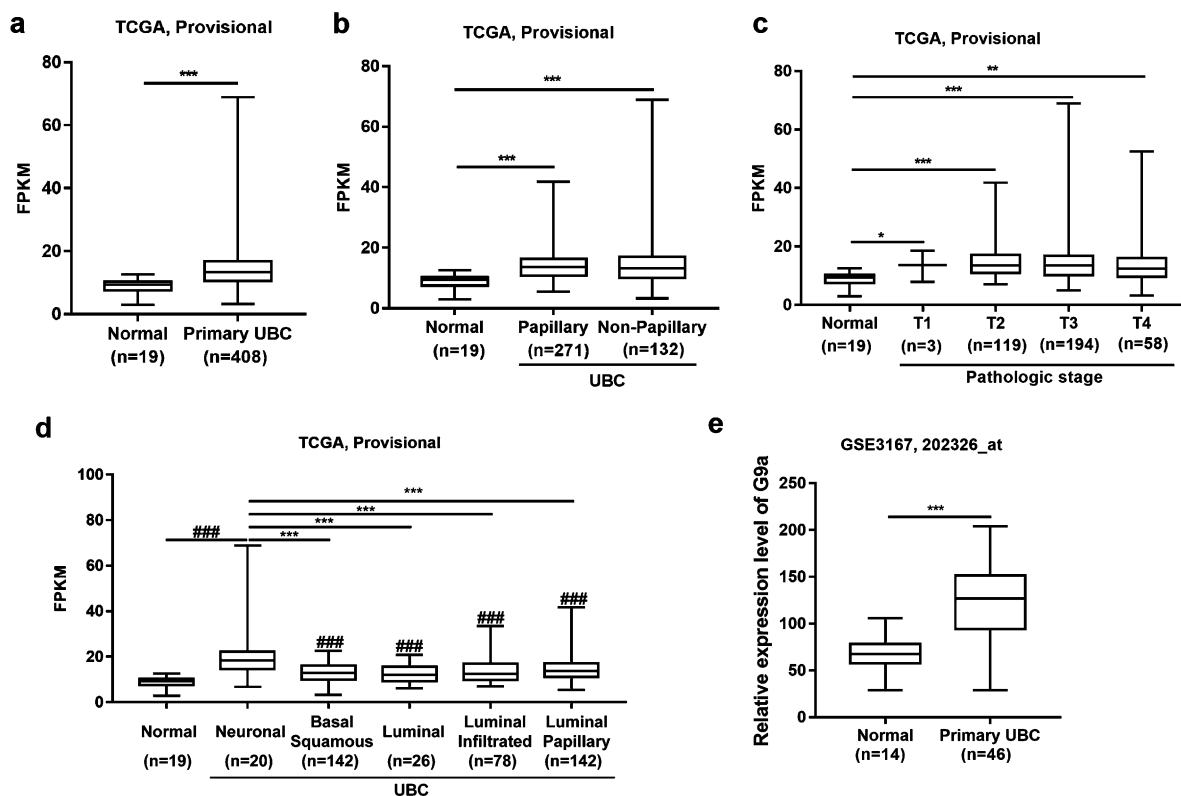 a
TCGA, Provisional
FPKM
80
60
40
20
0
***
Normal
(n=19)
Primary UBC
(n=408)
b
TCGA, Provisional
FPKM
80
60
40
20
0
***
***
Normal
(n=19)
Papillary
(n=271)
Non-Papillary
(n=132)
UBC
c
TCGA, Provisional
FPKM
80
60
40
20
0
**
***
***
*
Normal
(n=19)
T1
(n=3)
T2
(n=119)
T3
(n=194)
T4
(n=58)
Pathologic stage
d
TCGA, Provisional
FPKM
100
80
60
40
20
0
***
***
***
***
###
###
###
###
###
Normal
(n=19)
Neuronal
(n=20)
Basal
Squamous
(n=142)
Luminal
(n=26)
Luminal
Infiltrated
(n=78)
Luminal
Papillary
(n=142)
UBC
e
GSE3167, 202326_at
Relative expression level of G9a
250
200
150
100
50
0
***
Normal
(n=14)
Primary UBC
(n=46)